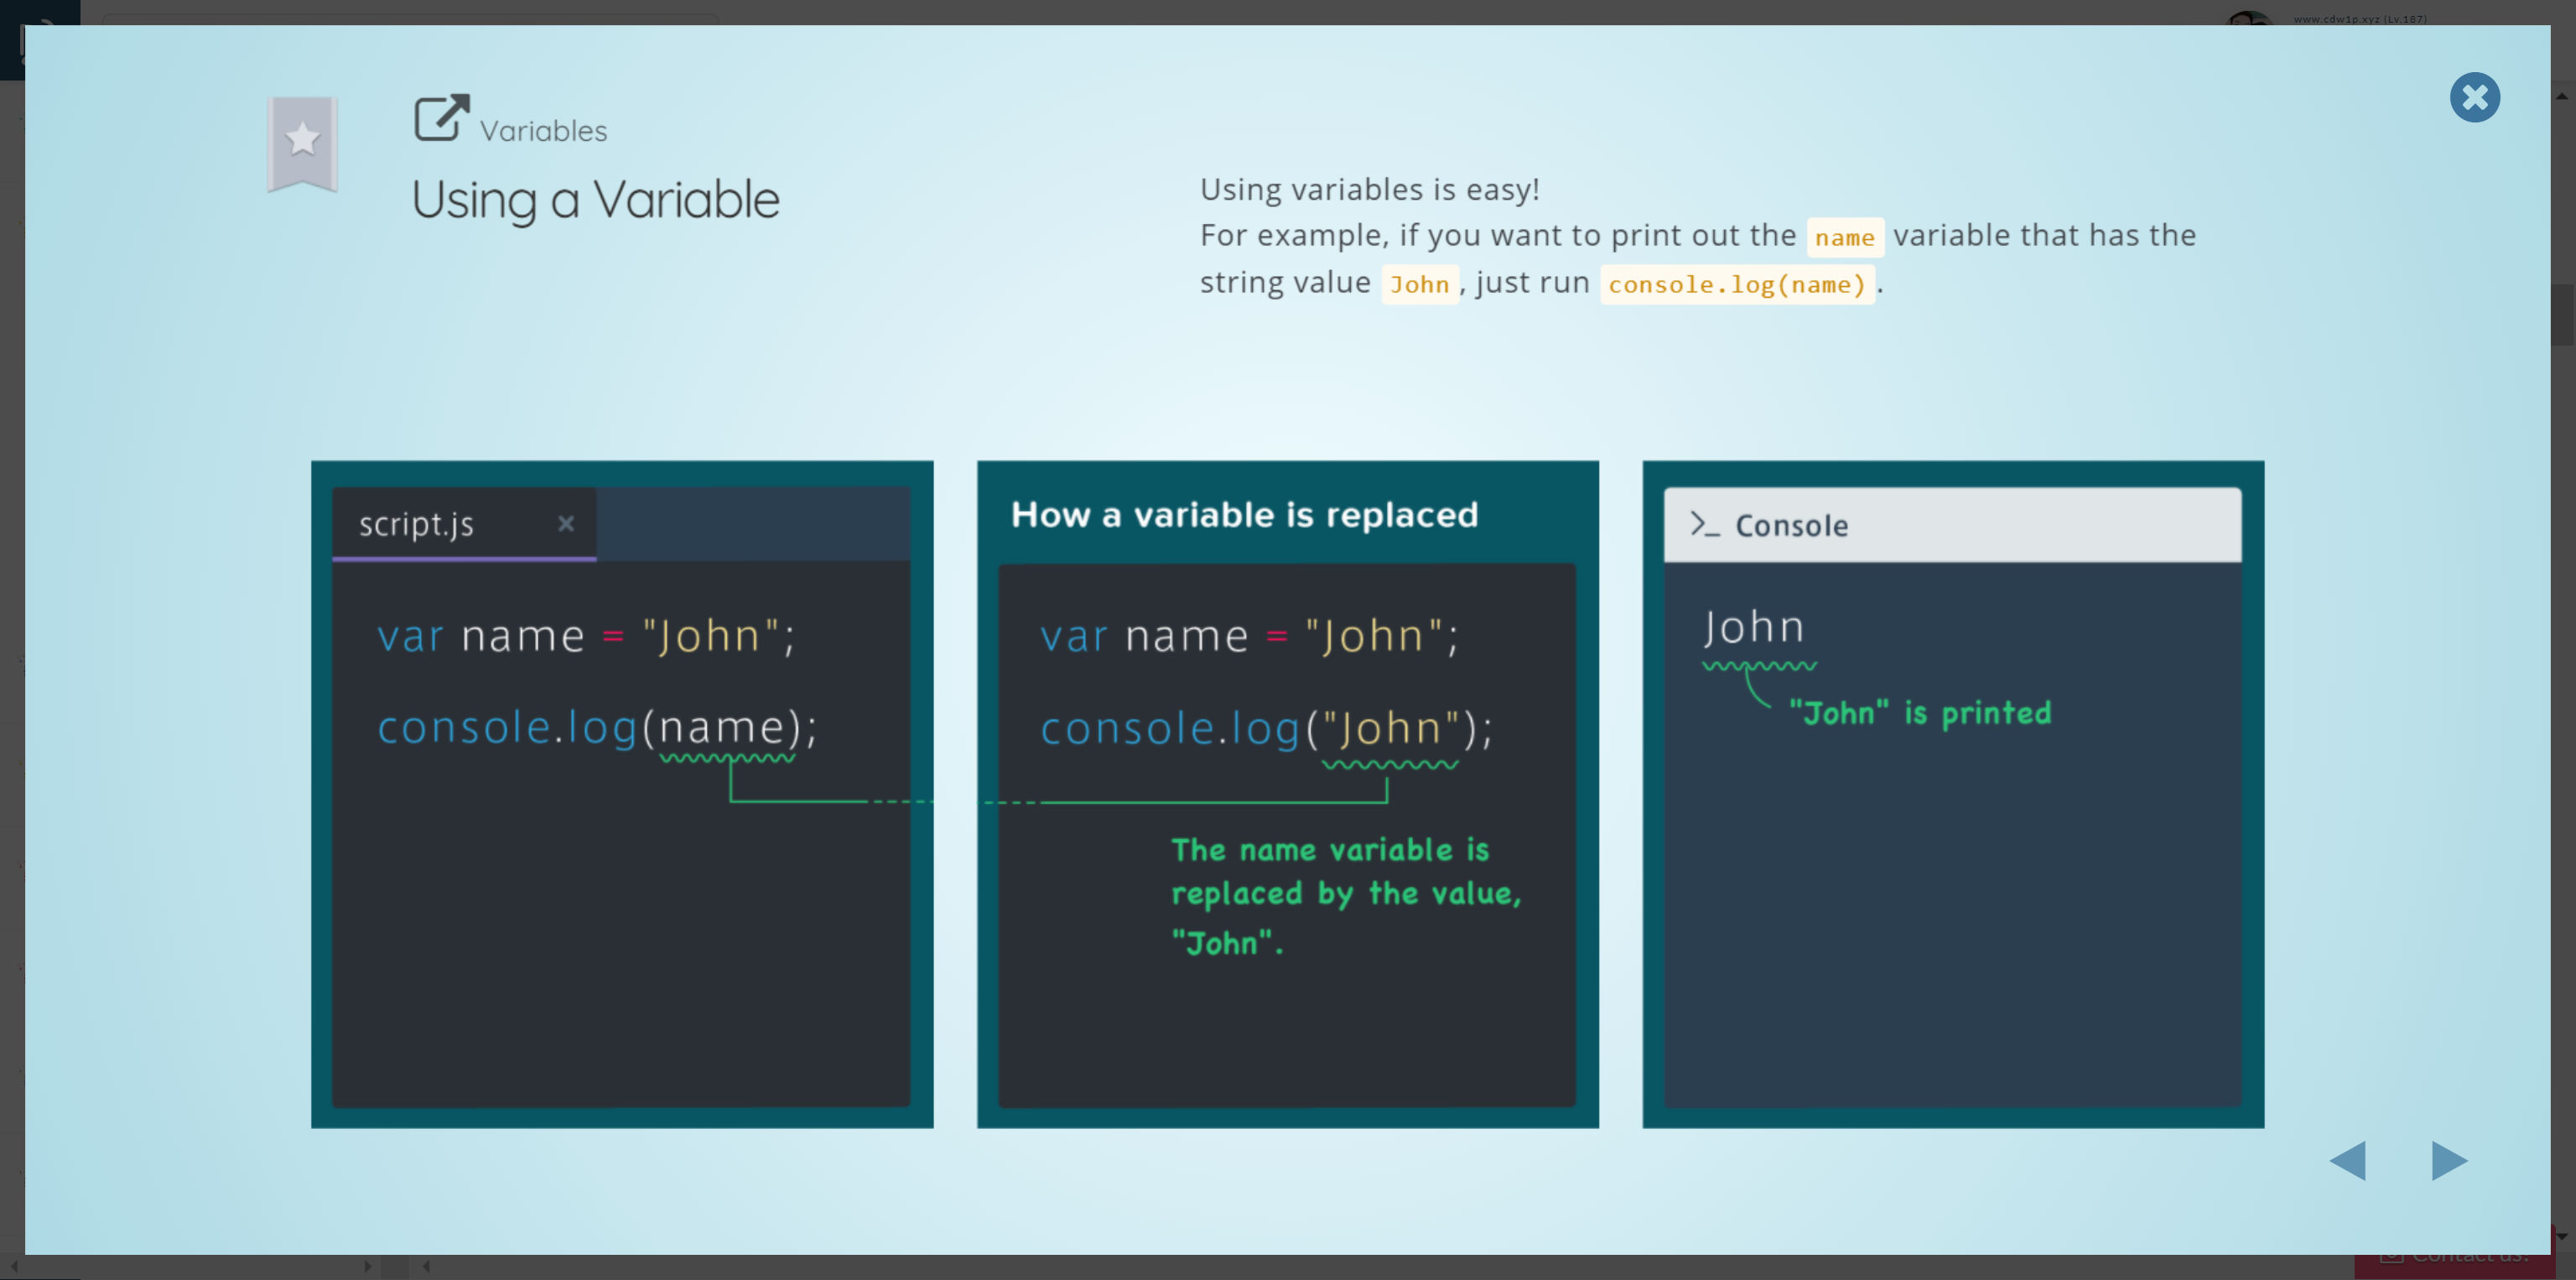 www.cdw1p.xyz (Lv.187)
Variables
Using a Variable
Using variables is easy!
For example, if you want to print out the name variable that has the
string value John, just run console.log(name).
script.js
var name = "John";
console.log(name);
How a variable is replaced
var name = "John";
console.log("John");
The name variable is
replaced by the value,
"John".
>_ Console
John
"John" is printed
Contact us!